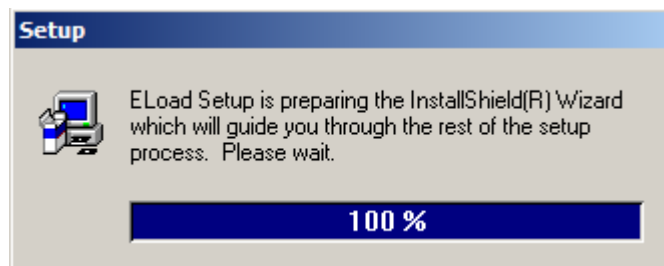 Setup
ELoad Setup is preparing the InstallShield(R) Wizard
which will guide you through the rest of the setup
process.  Please wait.
100 %